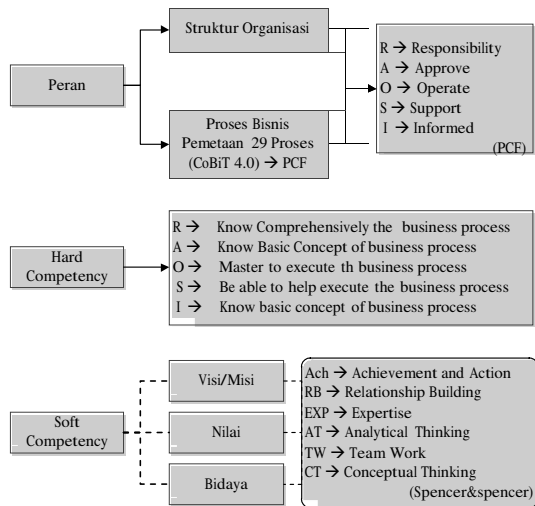 Struktur Organisasi
Peran
Proses Bisnis
Pemetaan 29 Proses
(CoBiT 4.0) → PCF
R → Responsibility
A → Approve
O → Operate
S → Support
I → Informed
(PCF)
Hard
Competency
R → Know Comprehensively the business process
A → Know Basic Concept of business process
O → Master to execute th business process
S → Be able to help execute the business process
I → Know basic concept of business process
Soft
Competency
Visi/Misi
Nilai
Bidaya
Ach → Achievement and Action
RB → Relationship Building
EXP → Expertise
AT → Analytical Thinking
TW → Team Work
CT → Conceptual Thinking
(Spencer&spencer)